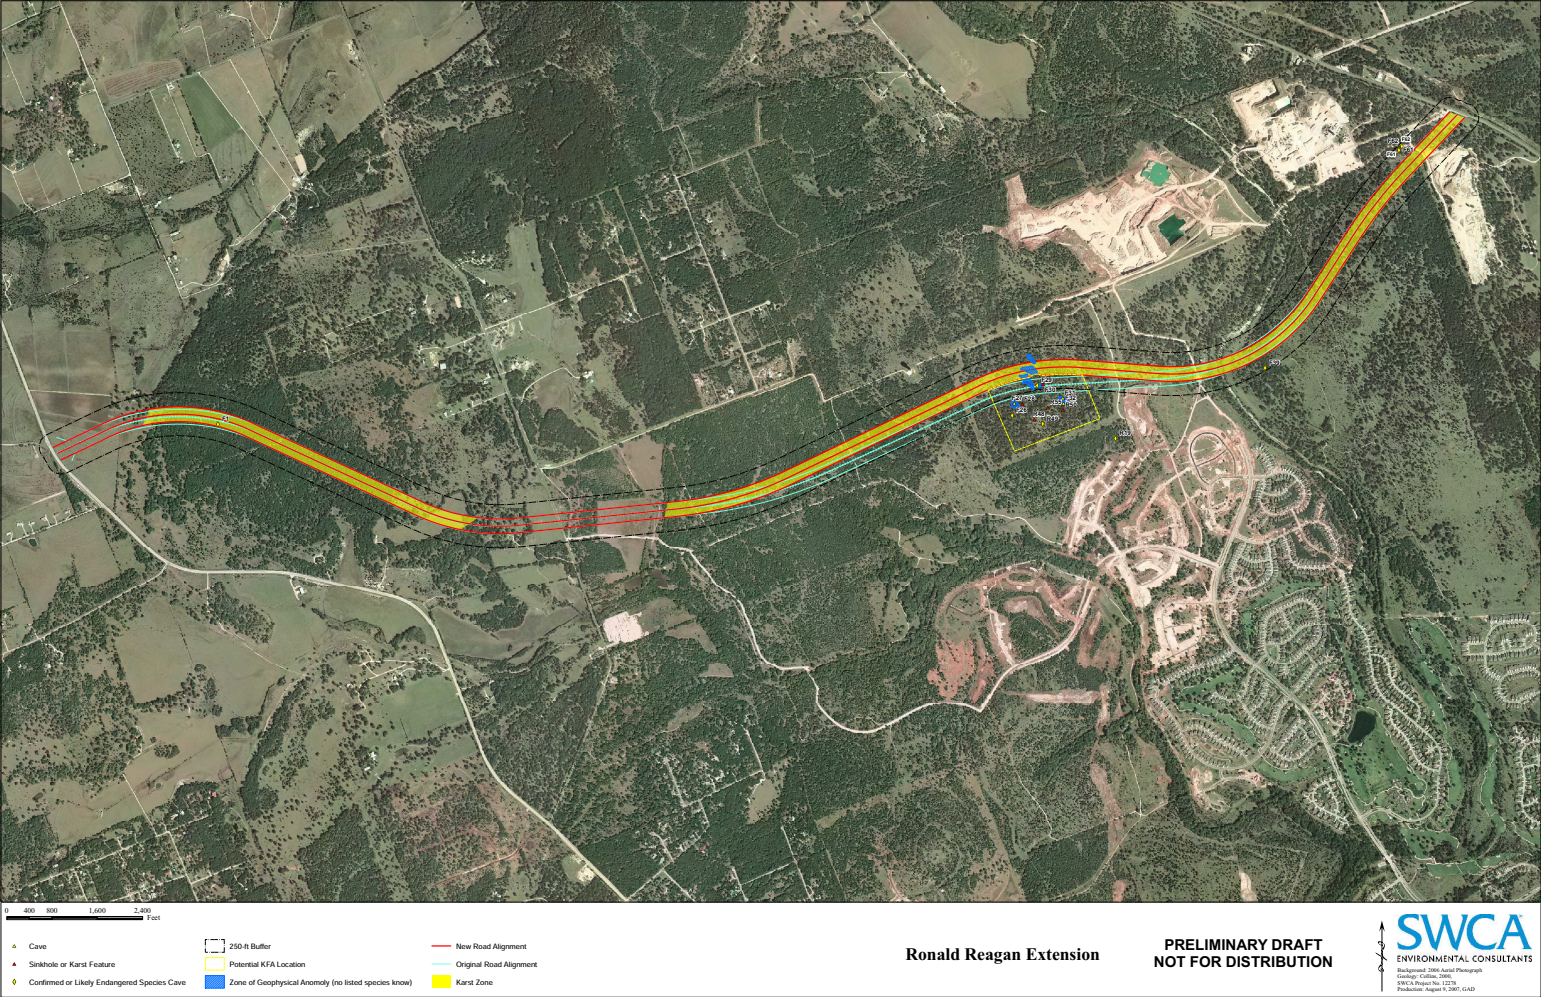 F62
F1
0 400 800 1,600 2,400
Feet
Cave
Sinkhole or Karst Feature
Confirmed or Likely Endangered Species Cave
250-ft Buffer
Potential KFA Location
Zone of Geophysical Anomoly (no listed species know)
New Road Alignment
Original Road Alignment
Karst Zone
Ronald Reagan Extension
PRELIMINARY DRAFT
NOT FOR DISTRIBUTION
SWCA
ENVIRONMENTAL CONSULTANTS
Background: 2006 Aerial Photograph
Geology: Collins, 2000,
SWCA Project No. 12278
Production: August 9, 2007, GAD